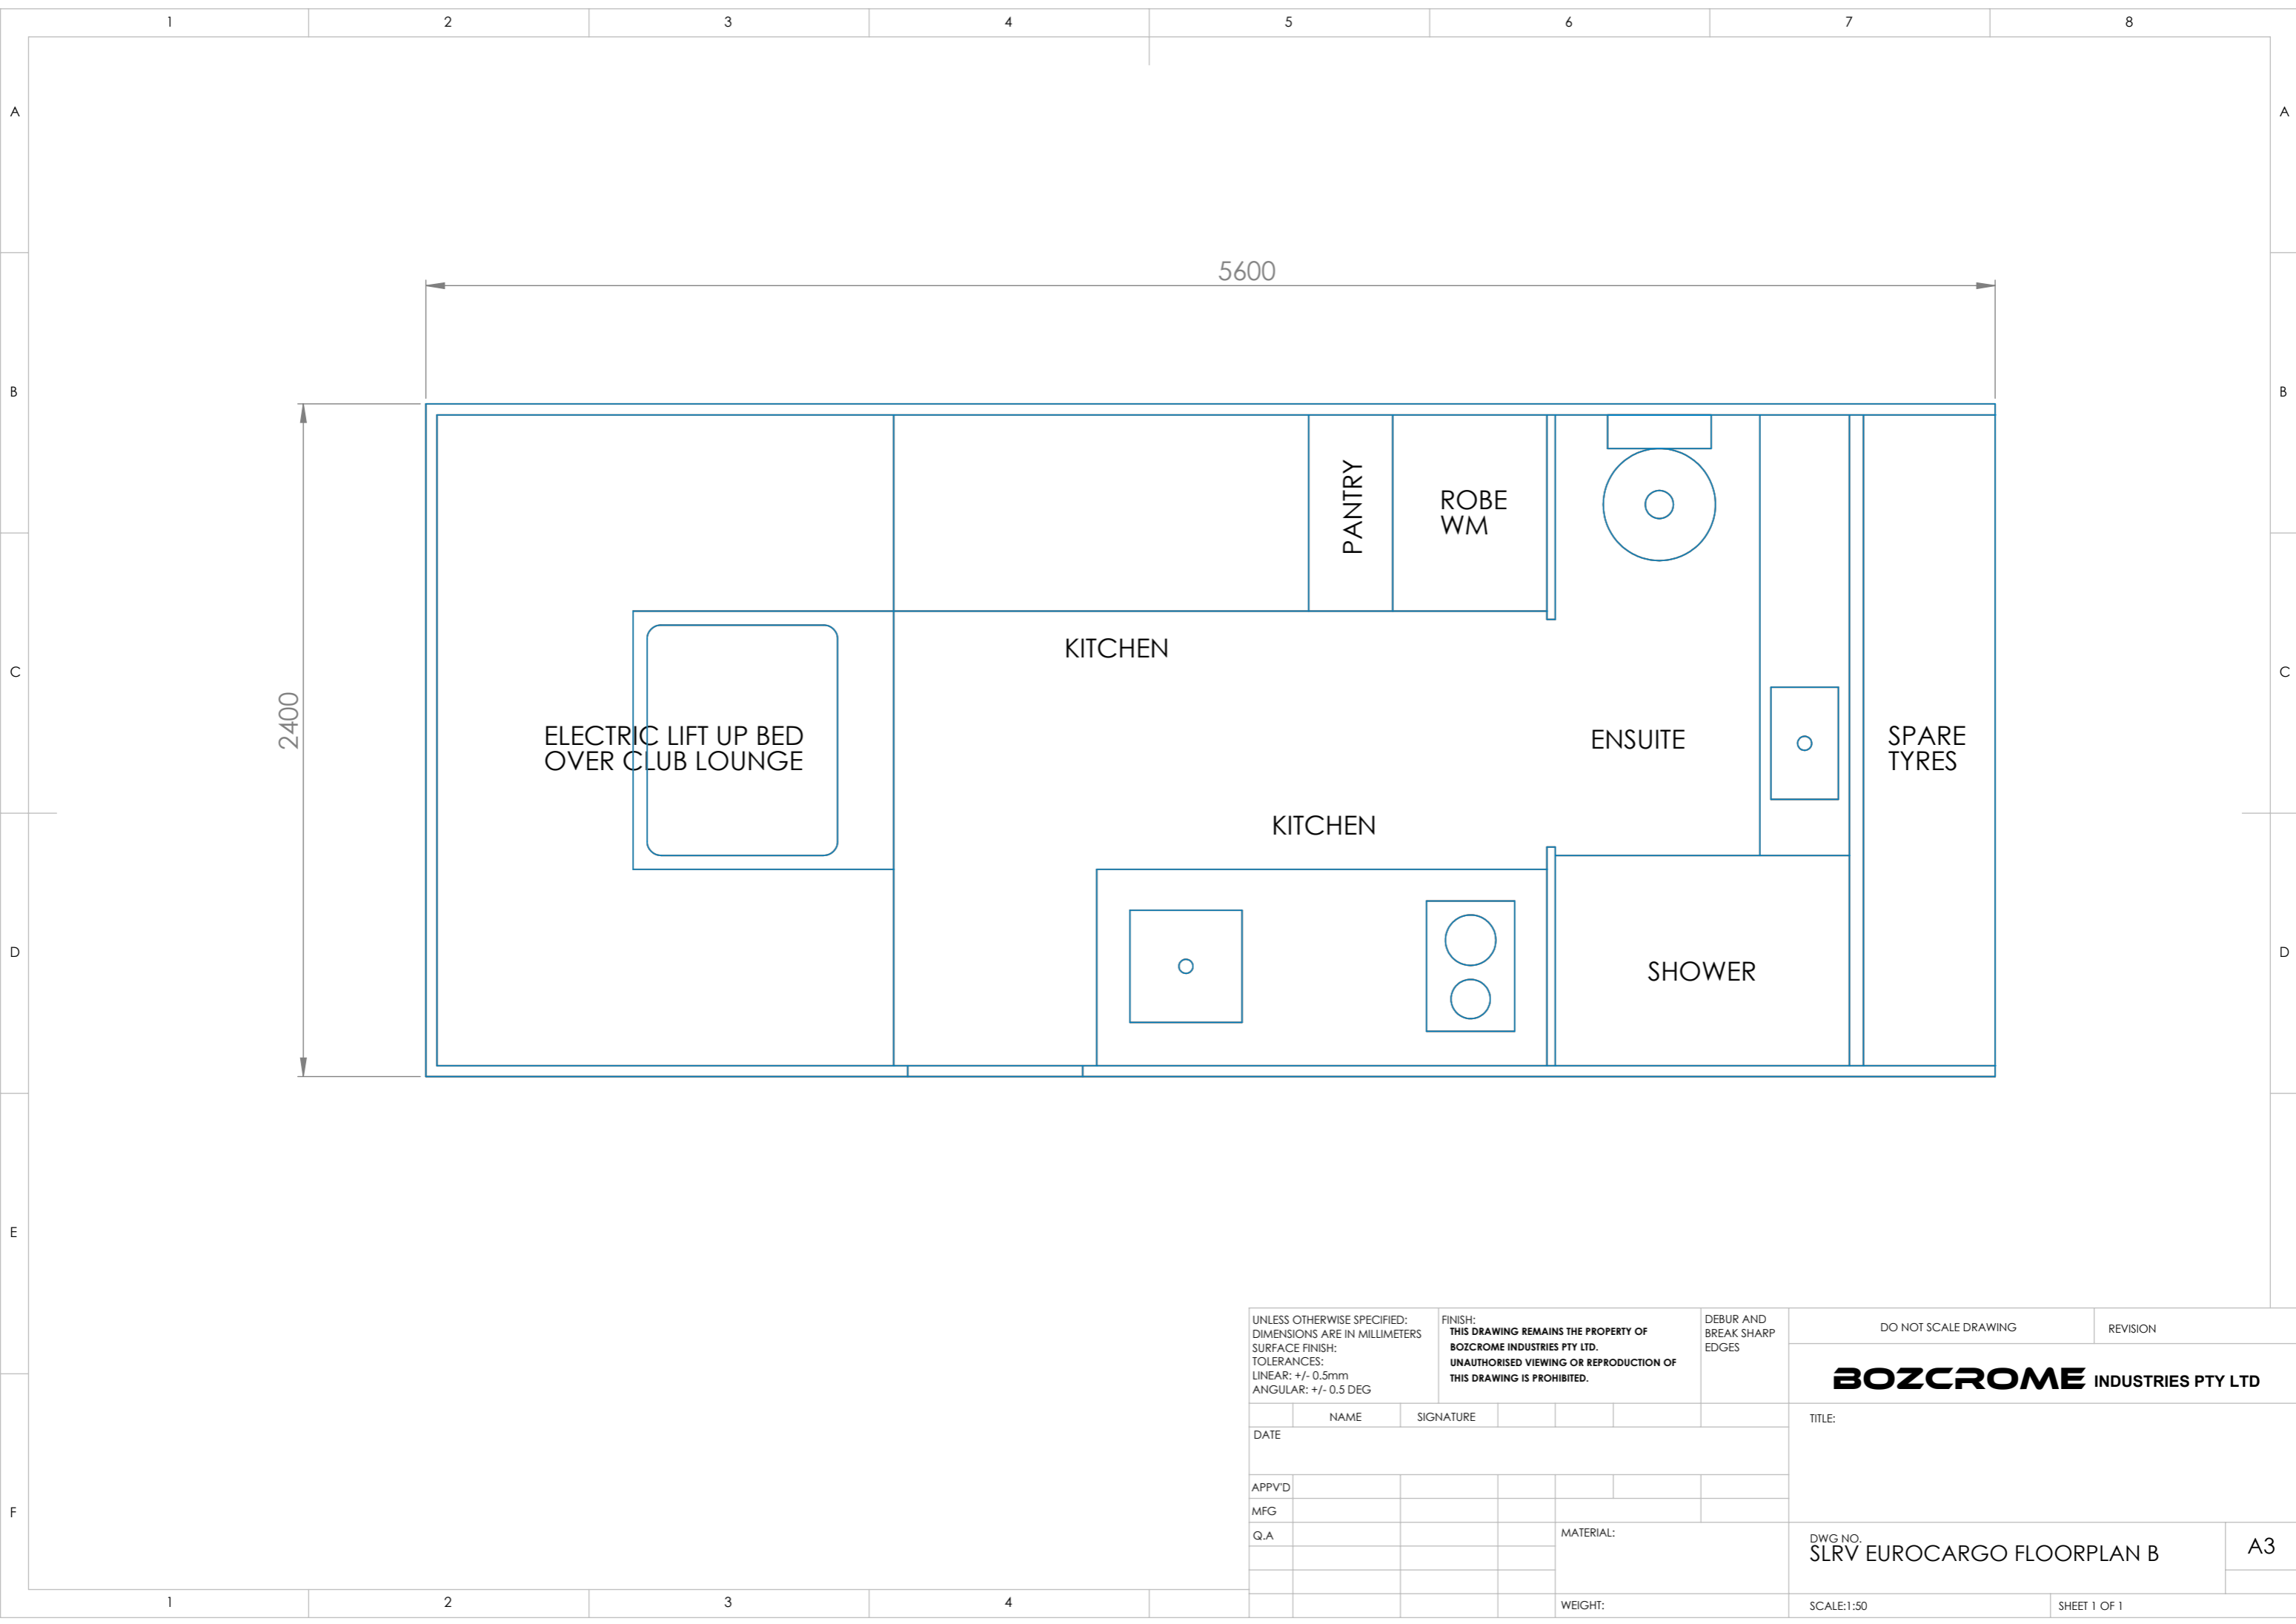 1 2 3 4 5 6 7 8
A A
5600
B B
PANTRY
ROBE
WM
KITCHEN
C C
2400
ELECTRIC LIFT UP BED
OVER CLUB LOUNGE
ENSUITE
SPARE
TYRES
KITCHEN
D D
SHOWER
E
F
UNLESS OTHERWISE SPECIFIED:
DIMENSIONS ARE IN MILLIMETERS
SURFACE FINISH:
TOLERANCES:
LINEAR: +/- 0.5mm
ANGULAR: +/- 0.5 DEG
FINISH:
THIS DRAWING REMAINS THE PROPERTY OF
BOZCROME INDUSTRIES PTY LTD.
UNAUTHORISED VIEWING OR REPRODUCTION OF
THIS DRAWING IS PROHIBITED.
DEBUR AND
BREAK SHARP
EDGES
DO NOT SCALE DRAWING
REVISION
BOZCROME INDUSTRIES PTY LTD
NAME
SIGNATURE
TITLE:
DATE
APPV'D
MFG
Q.A
MATERIAL:
DWG NO.
SLRV EUROCARGO FLOORPLAN B
A3
WEIGHT:
SCALE:1:50
SHEET 1 OF 1
1 2 3 4